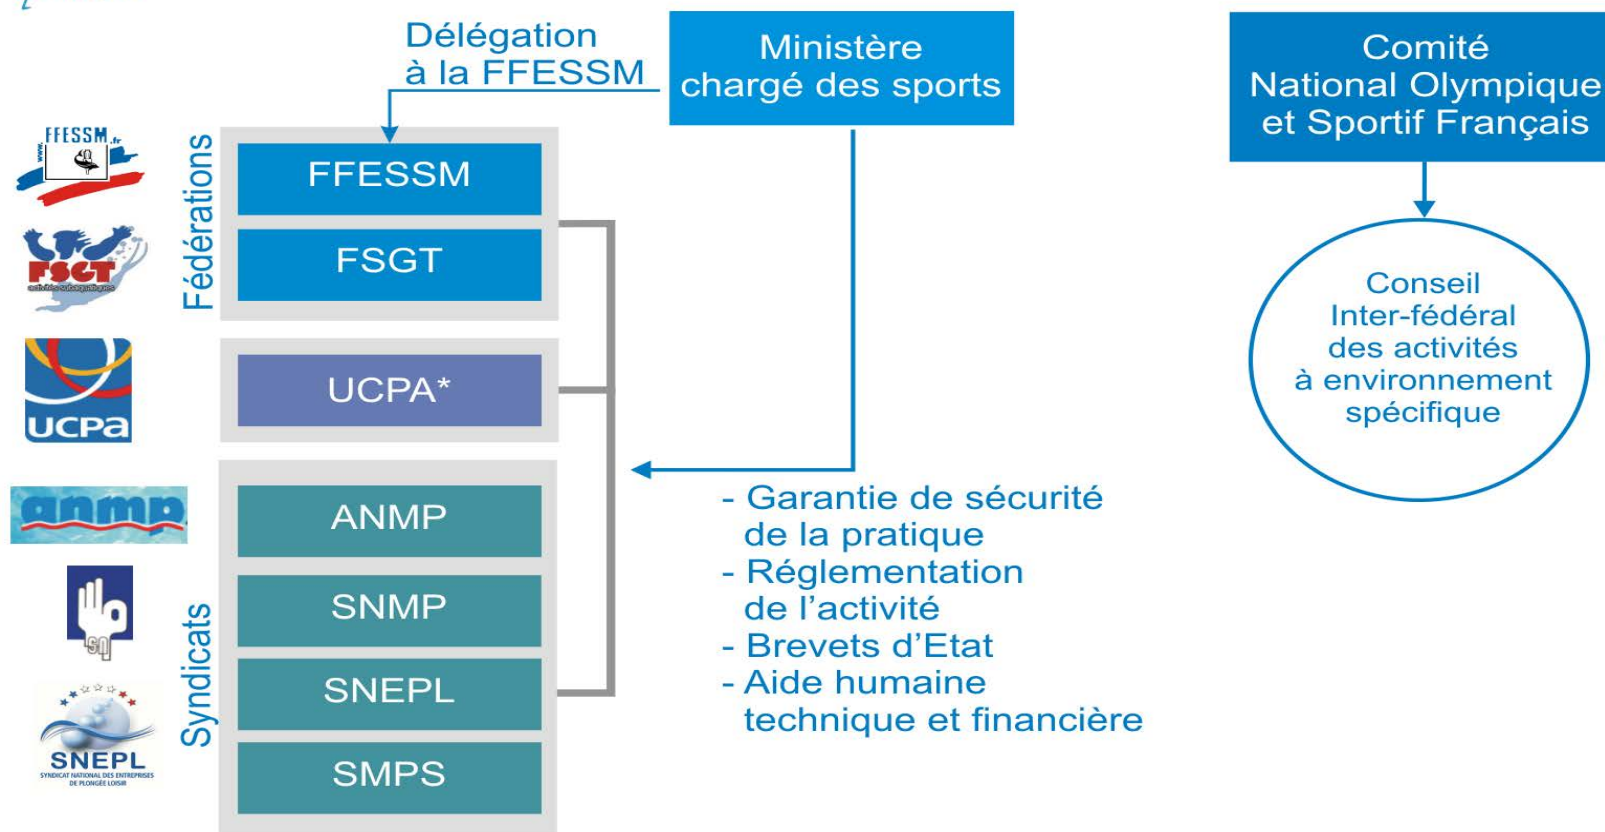 Délégation
à la FFESSM
Ministère
chargé des sports
Comité
National Olympique
et Sportif Français
www.FFESSM.fr
Fédérations
FFESSM
FSGT
FSGT
activités subaquatiques
Conseil
Inter-fédéral
des activités
à environnement
spécifique
UCPa
UCPA*
anmp
Syndicats
ANMP
SNMP
SNEPL
SMPS
SNEPL
SYNDICAT NATIONAL DES ENTREPRISES
DE PLONGÉE LOISIR
- Garantie de sécurité
de la pratique
- Réglementation
de l’activité
- Brevets d’Etat
- Aide humaine
technique et financière